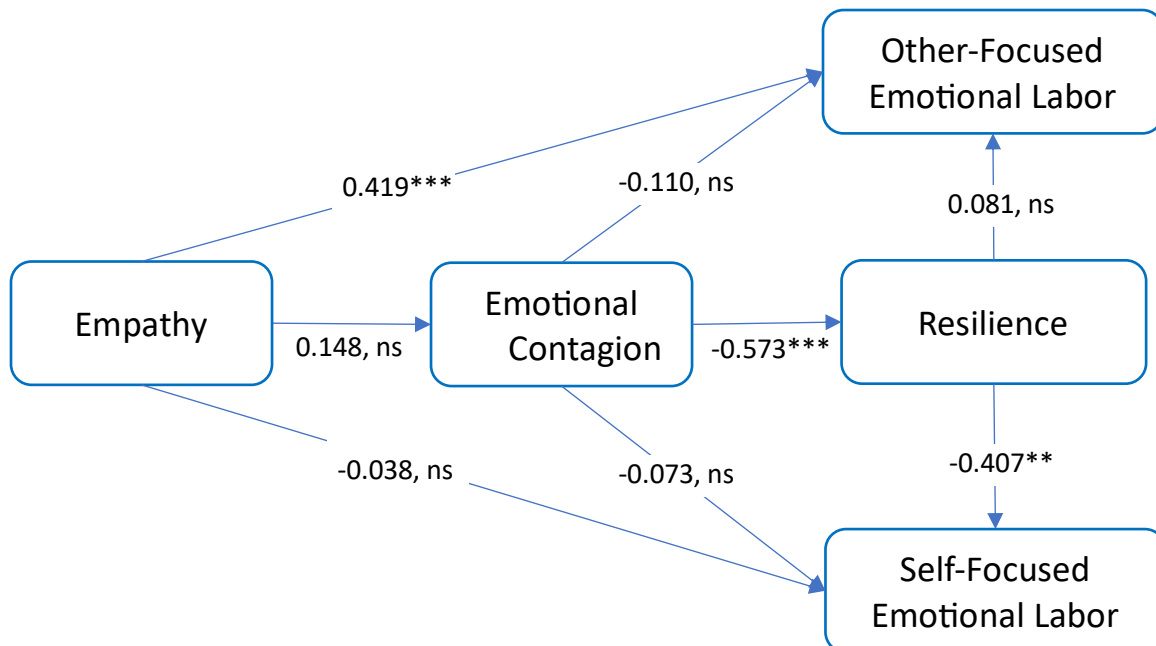 Other-Focused
Emotional Labor
0.419***
-0.110, ns
0.081, ns
Empathy
Emotional
Contagion
Resilience
0.148, ns
-0.573***
-0.038, ns
-0.073, ns
-0.407**
Self-Focused
Emotional Labor